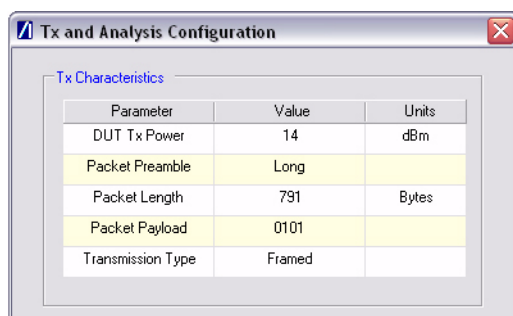 Tx and Analysis Configuration
Tx Characteristics
Parameter Value Units
DUT Tx Power 14 dBm
Packet Preamble Long
Packet Length 791 Bytes
Packet Payload 0101
Transmission Type Framed